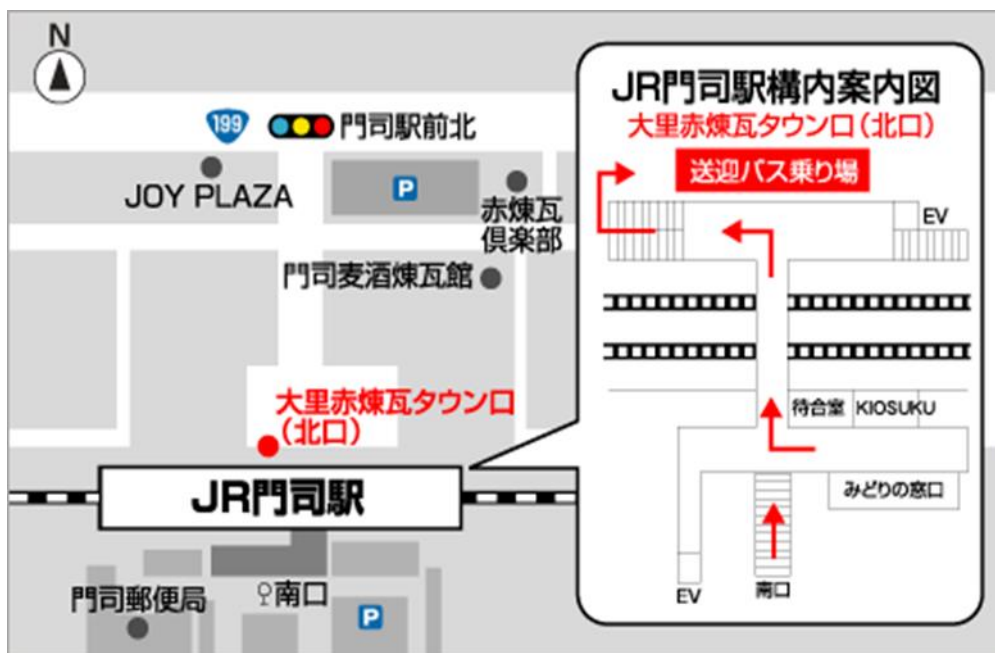 N
199
門司駅前北
JOY PLAZA
P
赤煉瓦
倶楽部
門司麦酒煉瓦館
大里赤煉瓦タウン口
(北口)
JR門司駅
門司郵便局
南口
P
JR門司駅構内案内図
大里赤煉瓦タウン口(北口)
送迎バス乗り場
EV
待合室
KIOSUKU
みどりの窓口
EV
南口